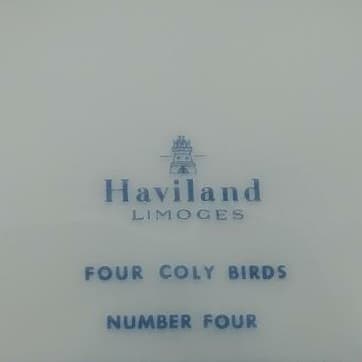 Haviland
LIMOGES
FOUR COLY BIRDS
NUMBER FOUR